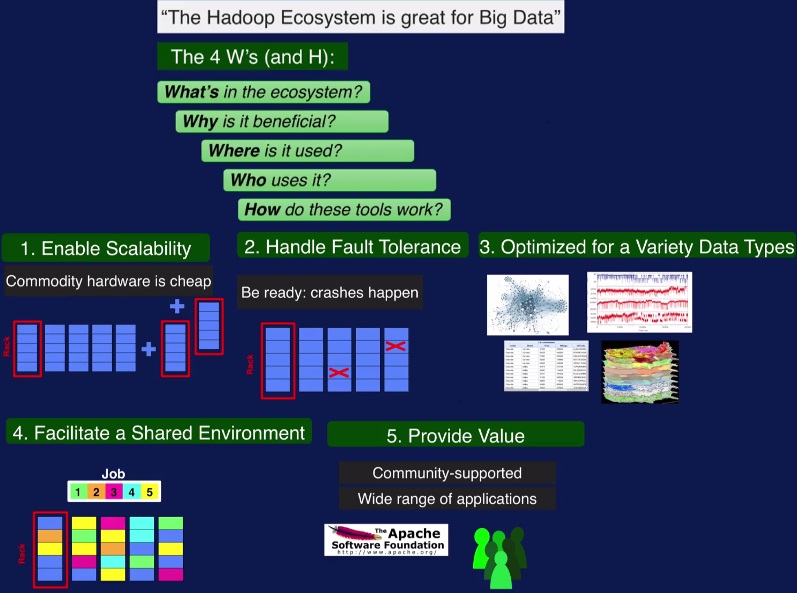 “The Hadoop Ecosystem is great for Big Data”
The 4 W’s (and H):
What’s in the ecosystem?
Why is it beneficial?
Where is it used?
Who uses it?
How do these tools work?
1. Enable Scalability
Commodity hardware is cheap
Rack
2. Handle Fault Tolerance
Be ready: crashes happen
Rack
3. Optimized for a Variety Data Types
4. Facilitate a Shared Environment
Job
1 2 3 4 5
Rack
5. Provide Value
Community-supported
Wide range of applications
The Apache
Software Foundation
http://www.apache.org/